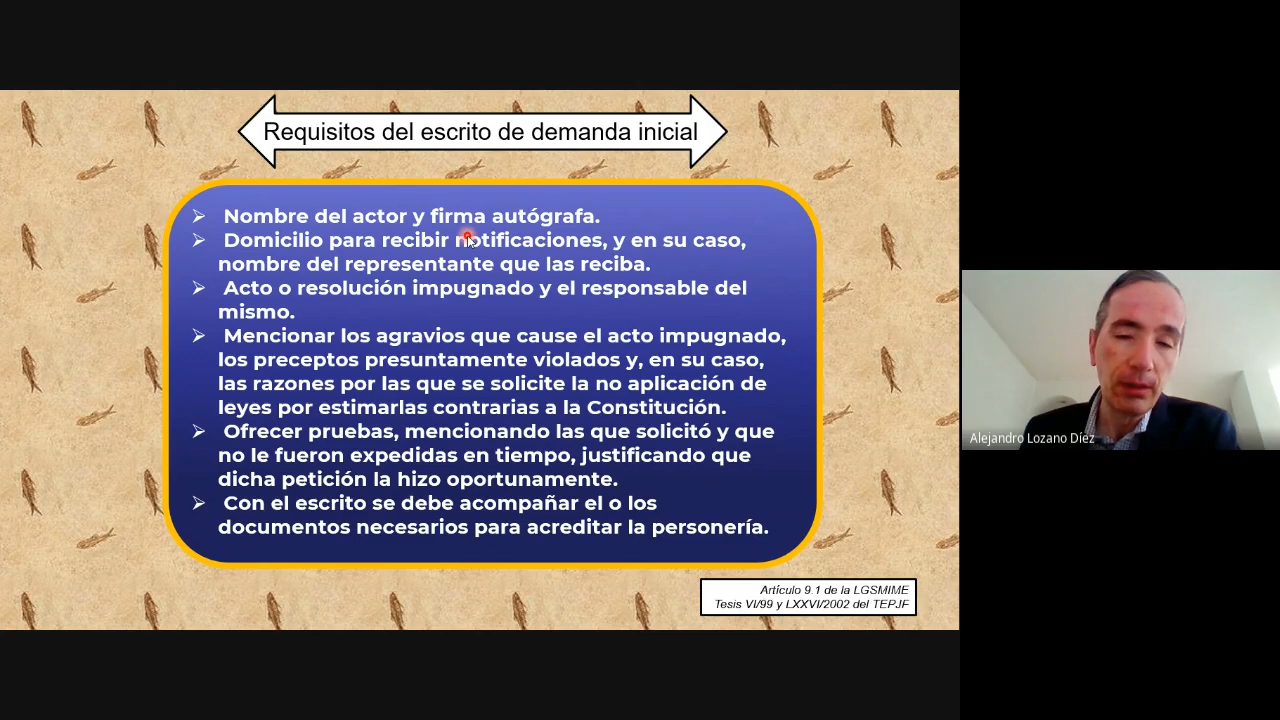 Requisitos del escrito de demanda inicial
➢ Nombre del actor y firma autógrafa.
➢ Domicilio para recibir notificaciones, y en su caso,
nombre del representante que las reciba.
➢ Acto o resolución impugnado y el responsable del
mismo.
➢ Mencionar los agravios que cause el acto impugnado,
los preceptos presuntamente violados y, en su caso,
las razones por las que se solicite la no aplicación de
leyes por estimarlas contrarias a la Constitución.
➢ Ofrecer pruebas, mencionando las que solicitó y que
no le fueron expedidas en tiempo, justificando que
dicha petición la hizo oportunamente.
➢ Con el escrito se debe acompañar el o los
documentos necesarios para acreditar la personería.
Artículo 9.1 de la LGSMIME
Tesis VI/99 y LXXVI/2002 del TEPJF
Alejandro Lozano Díez